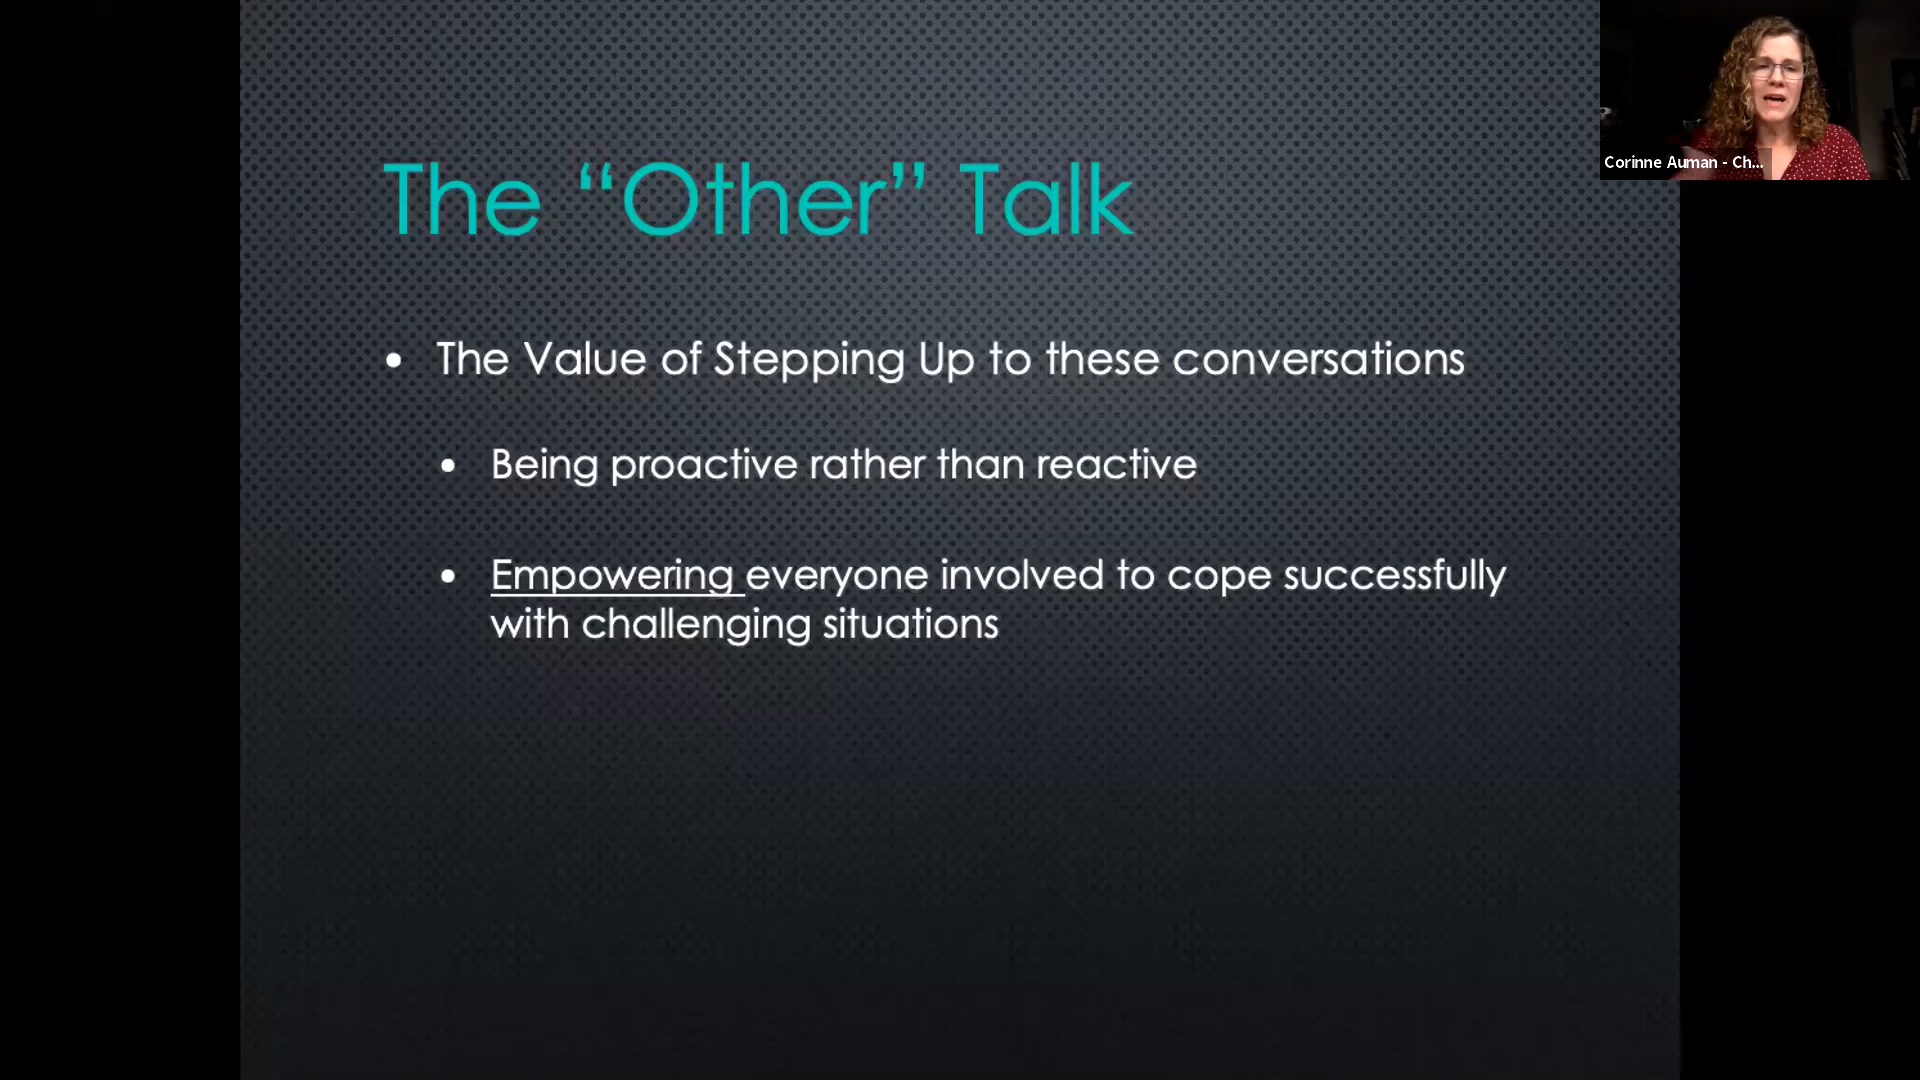 The “Other” Talk
• The Value of Stepping Up to these conversations
• Being proactive rather than reactive
• Empowering everyone involved to cope successfully
with challenging situations
Corinne Auman - Ch...